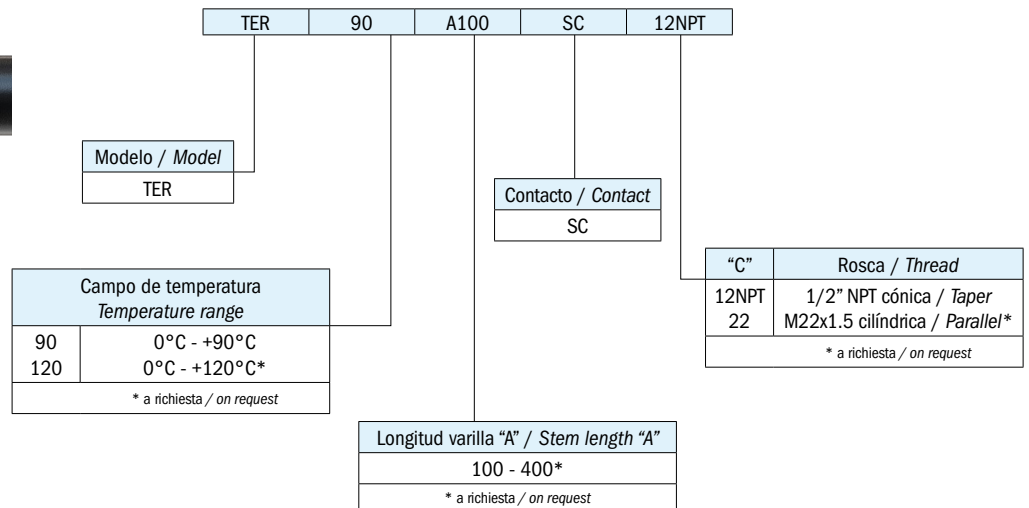 TER 90 A100 SC 12NPT
Modelo / Model
TER
Contacto / Contact
SC
“C” Rosca / Thread
12NPT 1/2” NPT cónica / Taper
22 M22x1.5 cilíndrica / Parallel*
* a richiesta / on request
Campo de temperatura
Temperature range
90 0°C - +90°C
120 0°C - +120°C*
* a richiesta / on request
Longitud varilla “A” / Stem length “A”
100 - 400*
* a richiesta / on request